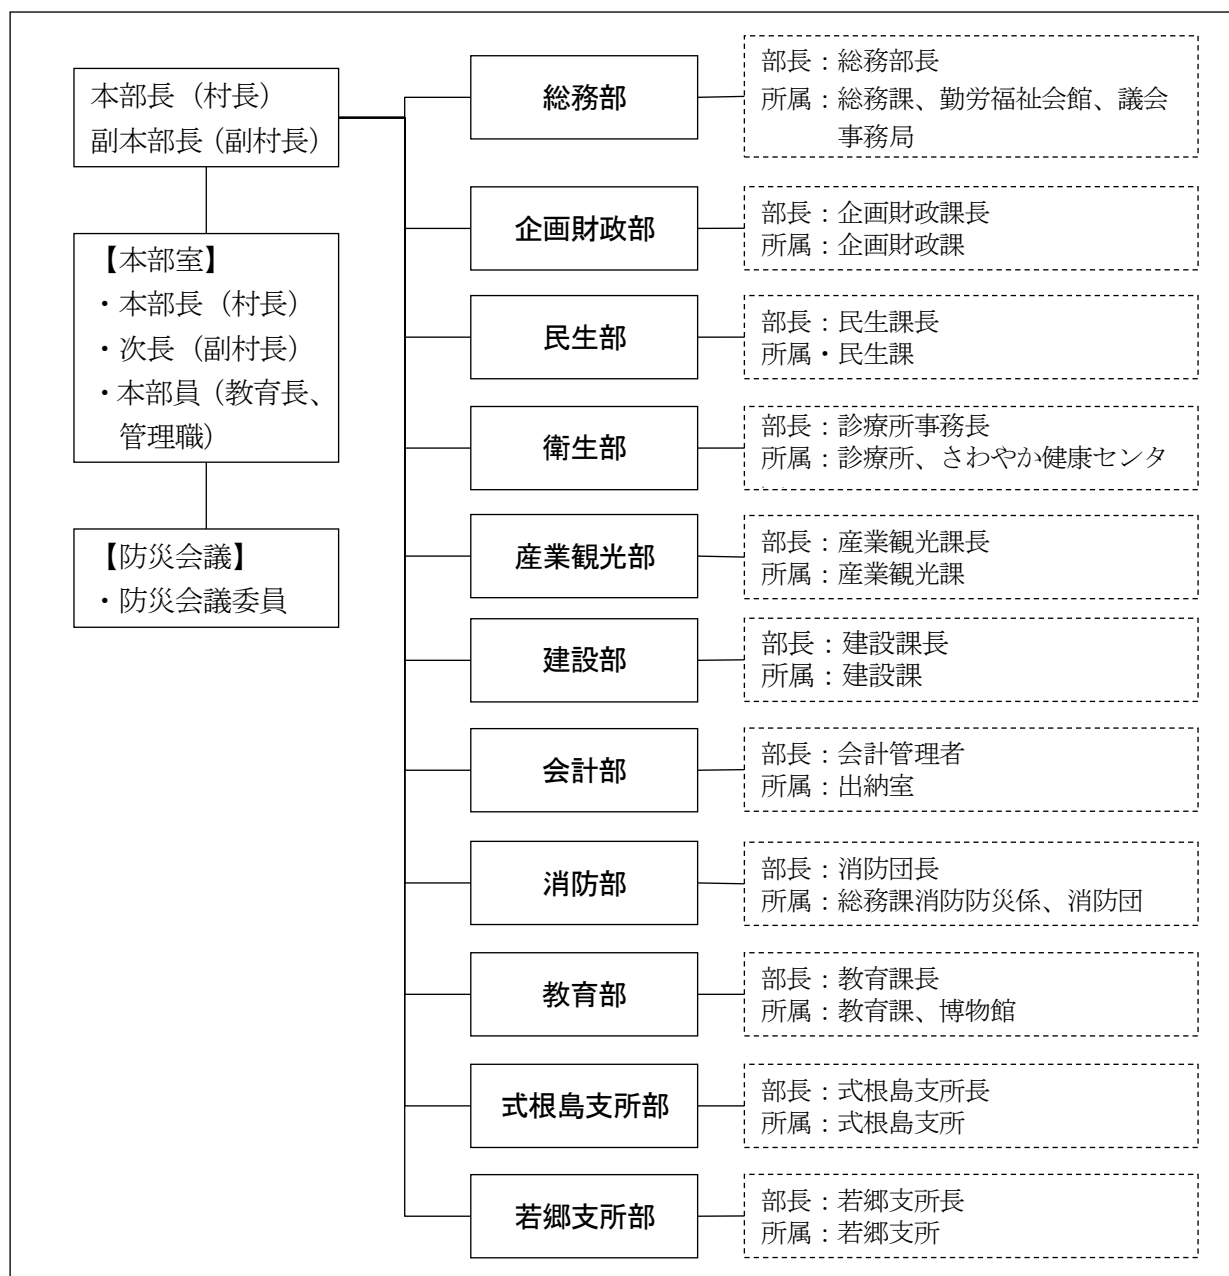 本部長（村長）
副本部長（副村長）
【本部室】
・本部長（村長）
・次長（副村長）
・本部員（教育長、
管理職）
【防災会議】
・防災会議委員
総務部
部長：総務部長
所属：総務課、勤労福祉会館、議会
事務局
企画財政部
部長：企画財政課長
所属：企画財政課
民生部
部長：民生課長
所属・民生課
衛生部
部長：診療所事務長
所属：診療所、さわやか健康センタ
産業観光部
部長：産業観光課長
所属：産業観光課
建設部
部長：建設課長
所属：建設課
会計部
部長：会計管理者
所属：出納室
消防部
部長：消防団長
所属：総務課消防防災係、消防団
教育部
部長：教育課長
所属：教育課、博物館
式根島支所部
部長：式根島支所長
所属：式根島支所
若郷支所部
部長：若郷支所長
所属：若郷支所